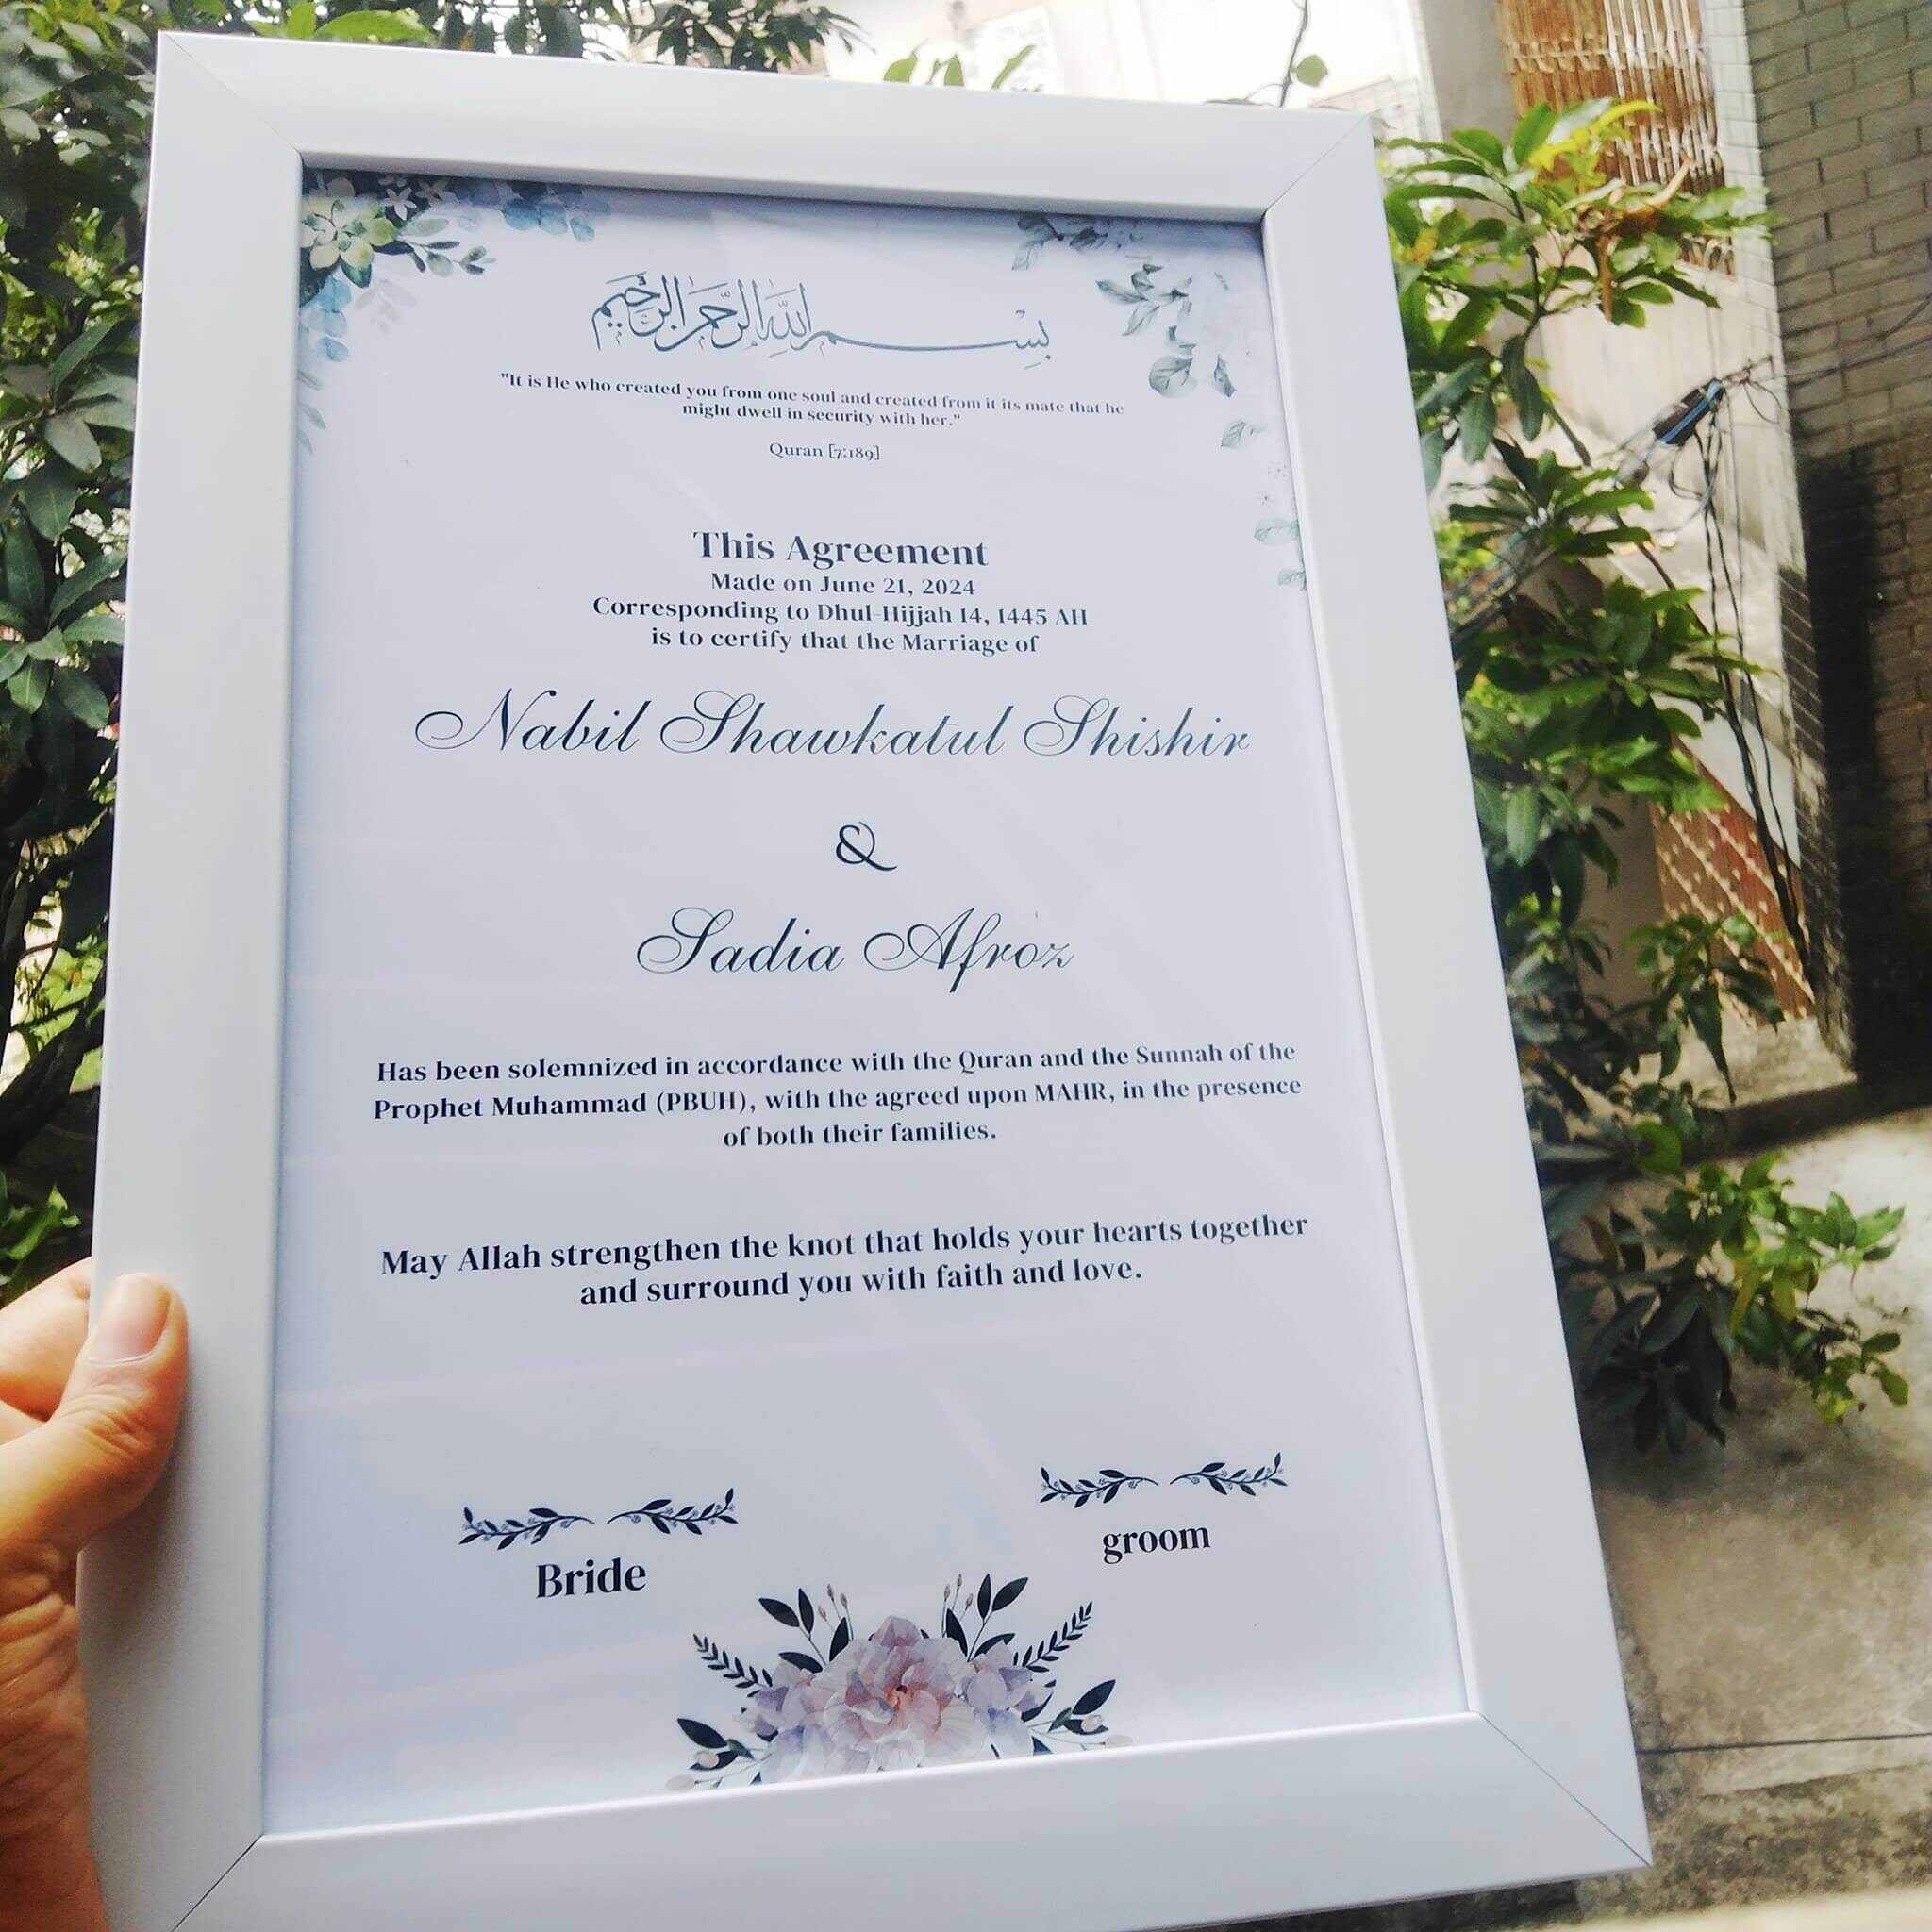 بِسْمِ اللَّهِ الرَّحْمَٰنِ الرَّحِيمِ
"It is He who created you from one soul and created from it its mate that he
might dwell in security with her."
Quran [7:189]
This Agreement
Made on June 21, 2024
Corresponding to Dhul-Hijjah 14, 1445 AH
is to certify that the Marriage of
Nabil Shawkatul Shishir
&
Sadia Afroz
Has been solemnized in accordance with the Quran and the Sunnah of the
Prophet Muhammad (PBUH), with the agreed upon MAHR, in the presence
of both their families.
May Allah strengthen the knot that holds your hearts together
and surround you with faith and love.
Bride
groom